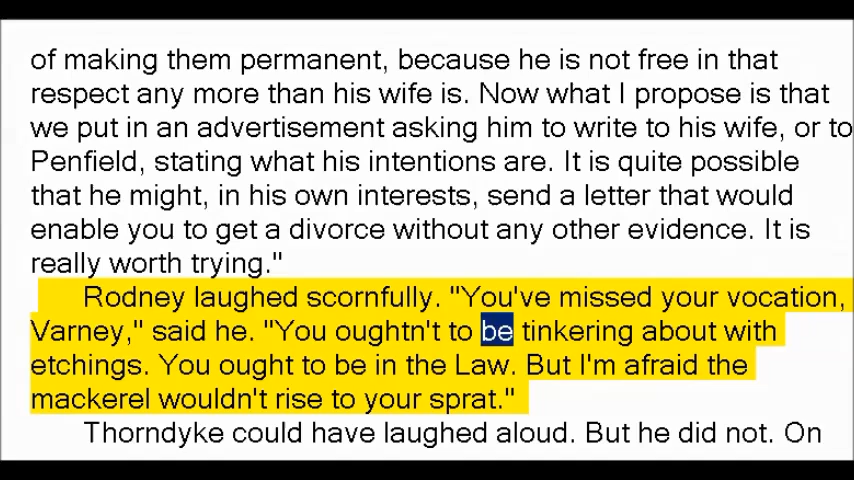 of making them permanent, because he is not free in that
respect any more than his wife is. Now what I propose is that
we put in an advertisement asking him to write to his wife, or to
Penfield, stating what his intentions are. It is quite possible
that he might, in his own interests, send a letter that would
enable you to get a divorce without any other evidence. It is
really worth trying."
Rodney laughed scornfully. "You've missed your vocation,
Varney," said he. "You oughtn't to be tinkering about with
etchings. You ought to be in the Law. But I'm afraid the
mackerel wouldn't rise to your sprat."
Thorndyke could have laughed aloud. But he did not. On